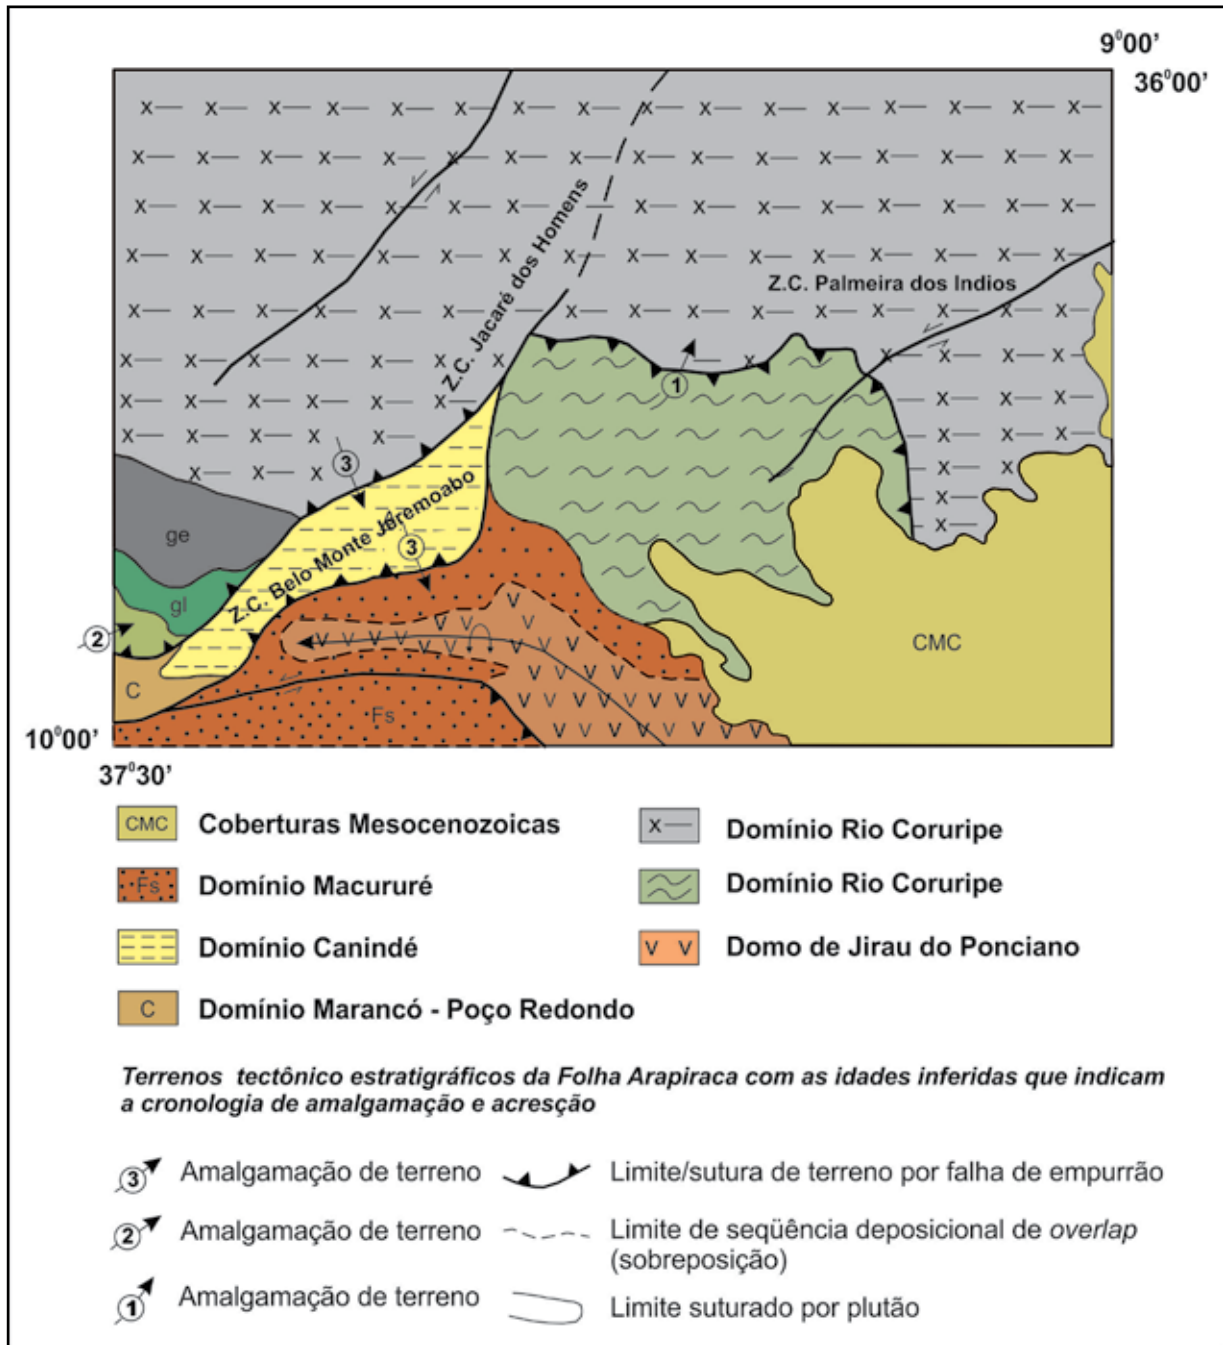 9°00'
36°00'
Z.C. Jacaré dos Homens
Z.C. Palmeira dos Indios
1
3
ge
Z.C. Belo Monte Jeremoabo
3
gl
2
CMC
C
Fs
10°00'
37°30'
CMC Coberturas Mesocenozoicas
x— Domínio Rio Coruripe
Fs Domínio Macururé
Domínio Rio Coruripe
Domínio Canindé
v v Domo de Jirau do Ponciano
C Domínio Marancó - Poço Redondo
Terrenos tectônico estratigráficos da Folha Arapiraca com as idades inferidas que indicam
a cronologia de amalgamação e acresção
3 Amalgamação de terreno
Limite/sutura de terreno por falha de empurrão
2 Amalgamação de terreno
Limite de seqüência deposicional de overlap
(sobreposição)
1 Amalgamação de terreno
Limite suturado por plutão